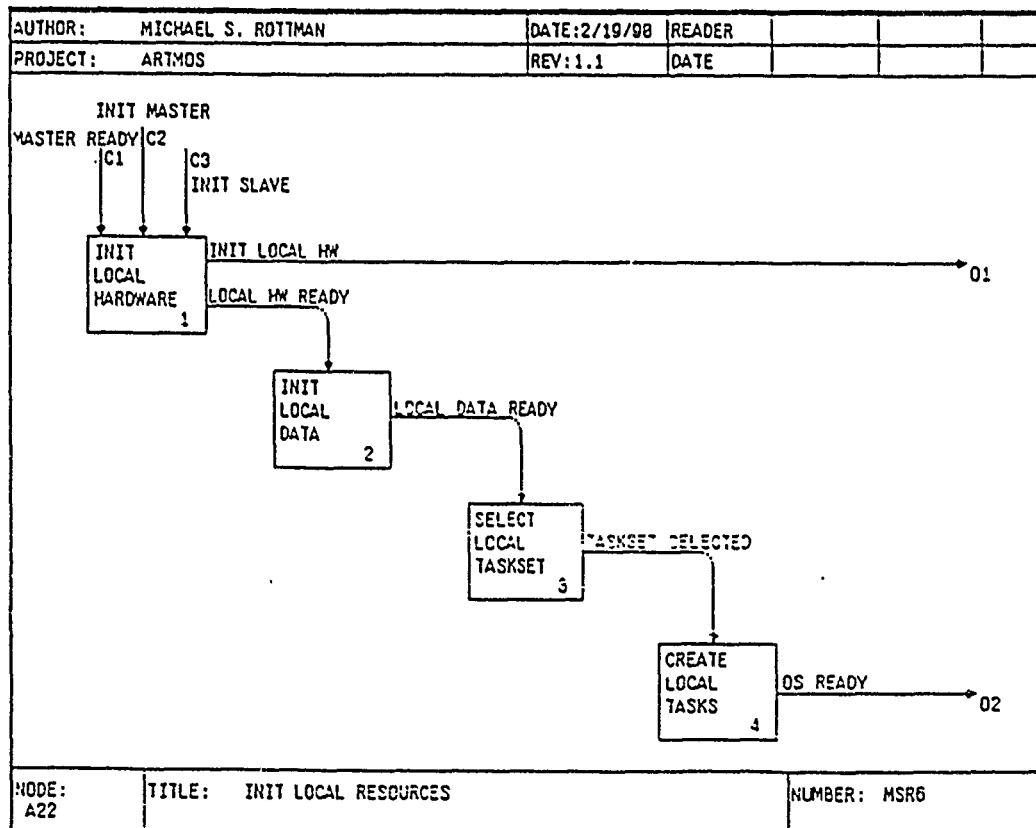 AUTHOR: MICHAEL S. ROTTMAN DATE:2/19/90 READER
PROJECT: ARTMOS REV:1.1 DATE
INIT MASTER
MASTER READY C2
C1 C3
INIT SLAVE
INIT
LOCAL
HARDWARE
1
INIT LOCAL HW
O1
LOCAL HW READY
INIT
LOCAL
DATA
2
LOCAL DATA READY
SELECT
LOCAL
TASKSET
3
TASKSET SELECTED
CREATE
LOCAL
TASKS
4
OS READY
O2
NODE: TITLE: INIT LOCAL RESOURCES NUMBER: MSR6
A22